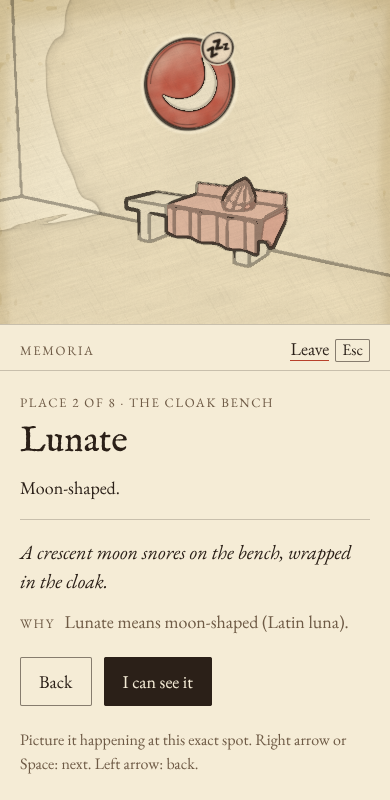 zzz
MEMORIA
Leave Esc
PLACE 2 OF 8 · THE CLOAK BENCH
Lunate
Moon-shaped.
A crescent moon snores on the bench, wrapped
in the cloak.
WHY Lunate means moon-shaped (Latin luna).
Back I can see it
Picture it happening at this exact spot. Right arrow or
Space: next. Left arrow: back.